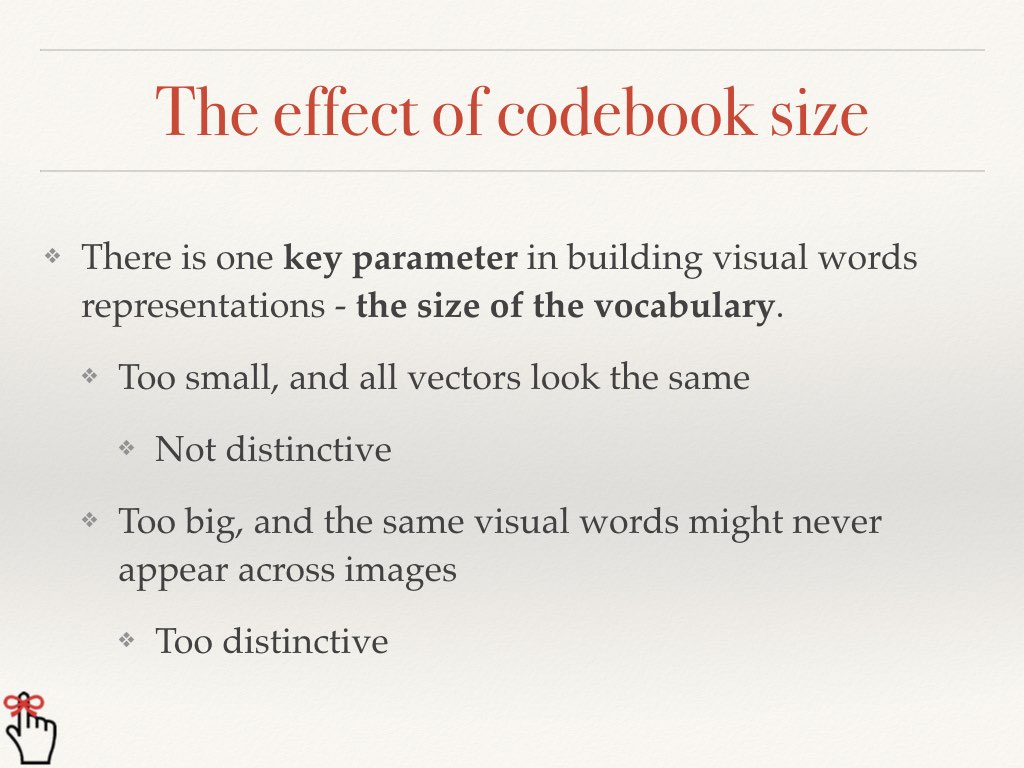 The effect of codebook size
There is one key parameter in building visual words
representations - the size of the vocabulary.
Too small, and all vectors look the same
Not distinctive
Too big, and the same visual words might never
appear across images
Too distinctive